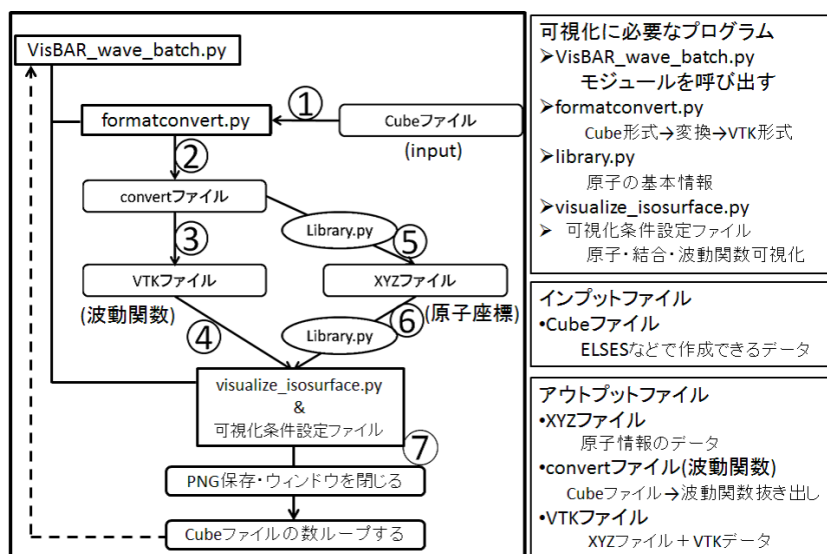 VisBAR_wave_batch.py
formatconvert.py
①
Cubeファイル
(input)
②
convertファイル
Library.py
③
⑤
VTKファイル
XYZファイル
(波動関数)
④
⑥
(原子座標)
Library.py
visualize_isosurface.py
&
可視化条件設定ファイル
⑦
PNG保存・ウィンドウを閉じる
Cubeファイルの数ループする
可視化に必要なプログラム
➢VisBAR_wave_batch.py
モジュールを呼び出す
➢formatconvert.py
Cube形式→変換→VTK形式
➢library.py
原子の基本情報
➢visualize_isosurface.py
➢ 可視化条件設定ファイル
原子・結合・波動関数可視化
インプットファイル
•Cubeファイル
ELSESなどで作成できるデータ
アウトプットファイル
•XYZファイル
原子情報のデータ
•convertファイル(波動関数)
Cubeファイル→波動関数抜き出し
•VTKファイル
XYZファイル＋VTKデータ